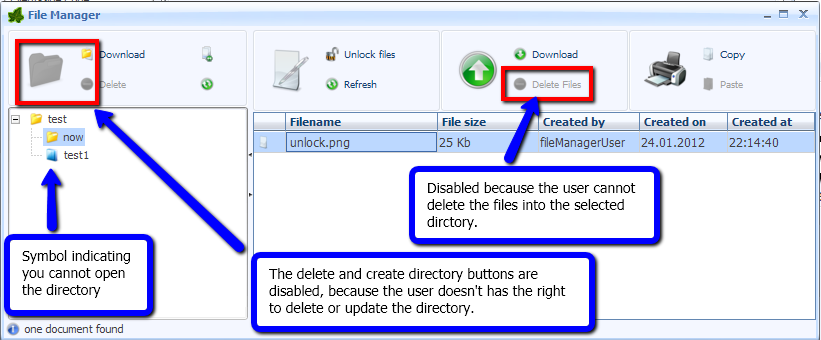 File Manager
Download
Delete
Unlock files
Refresh
Download
Delete Files
Copy
Paste
test
now
test1
Filename File size Created by Created on Created at
unlock.png 25 Kb fileManagerUser 24.01.2012 22:14:40
Disabled because the user cannot
delete the files into the selected
dirctory.
Symbol indicating
you cannot open
the directory
The delete and create directory buttons are
disabled, because the user doesn't has the right
to delete or update the directory.
one document found